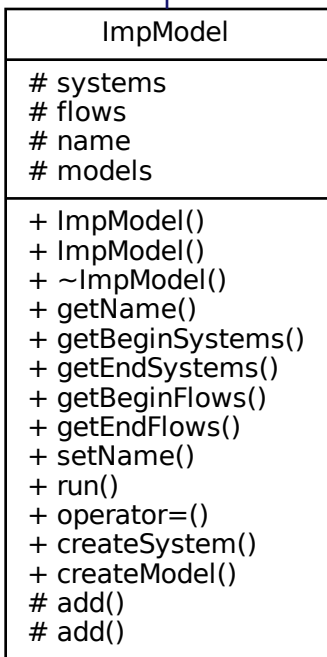 ImpModel
# systems
# flows
# name
# models
+ ImpModel()
+ ImpModel()
+ ~ImpModel()
+ getName()
+ getBeginSystems()
+ getEndSystems()
+ getBeginFlows()
+ getEndFlows()
+ setName()
+ run()
+ operator=()
+ createSystem()
+ createModel()
# add()
# add()